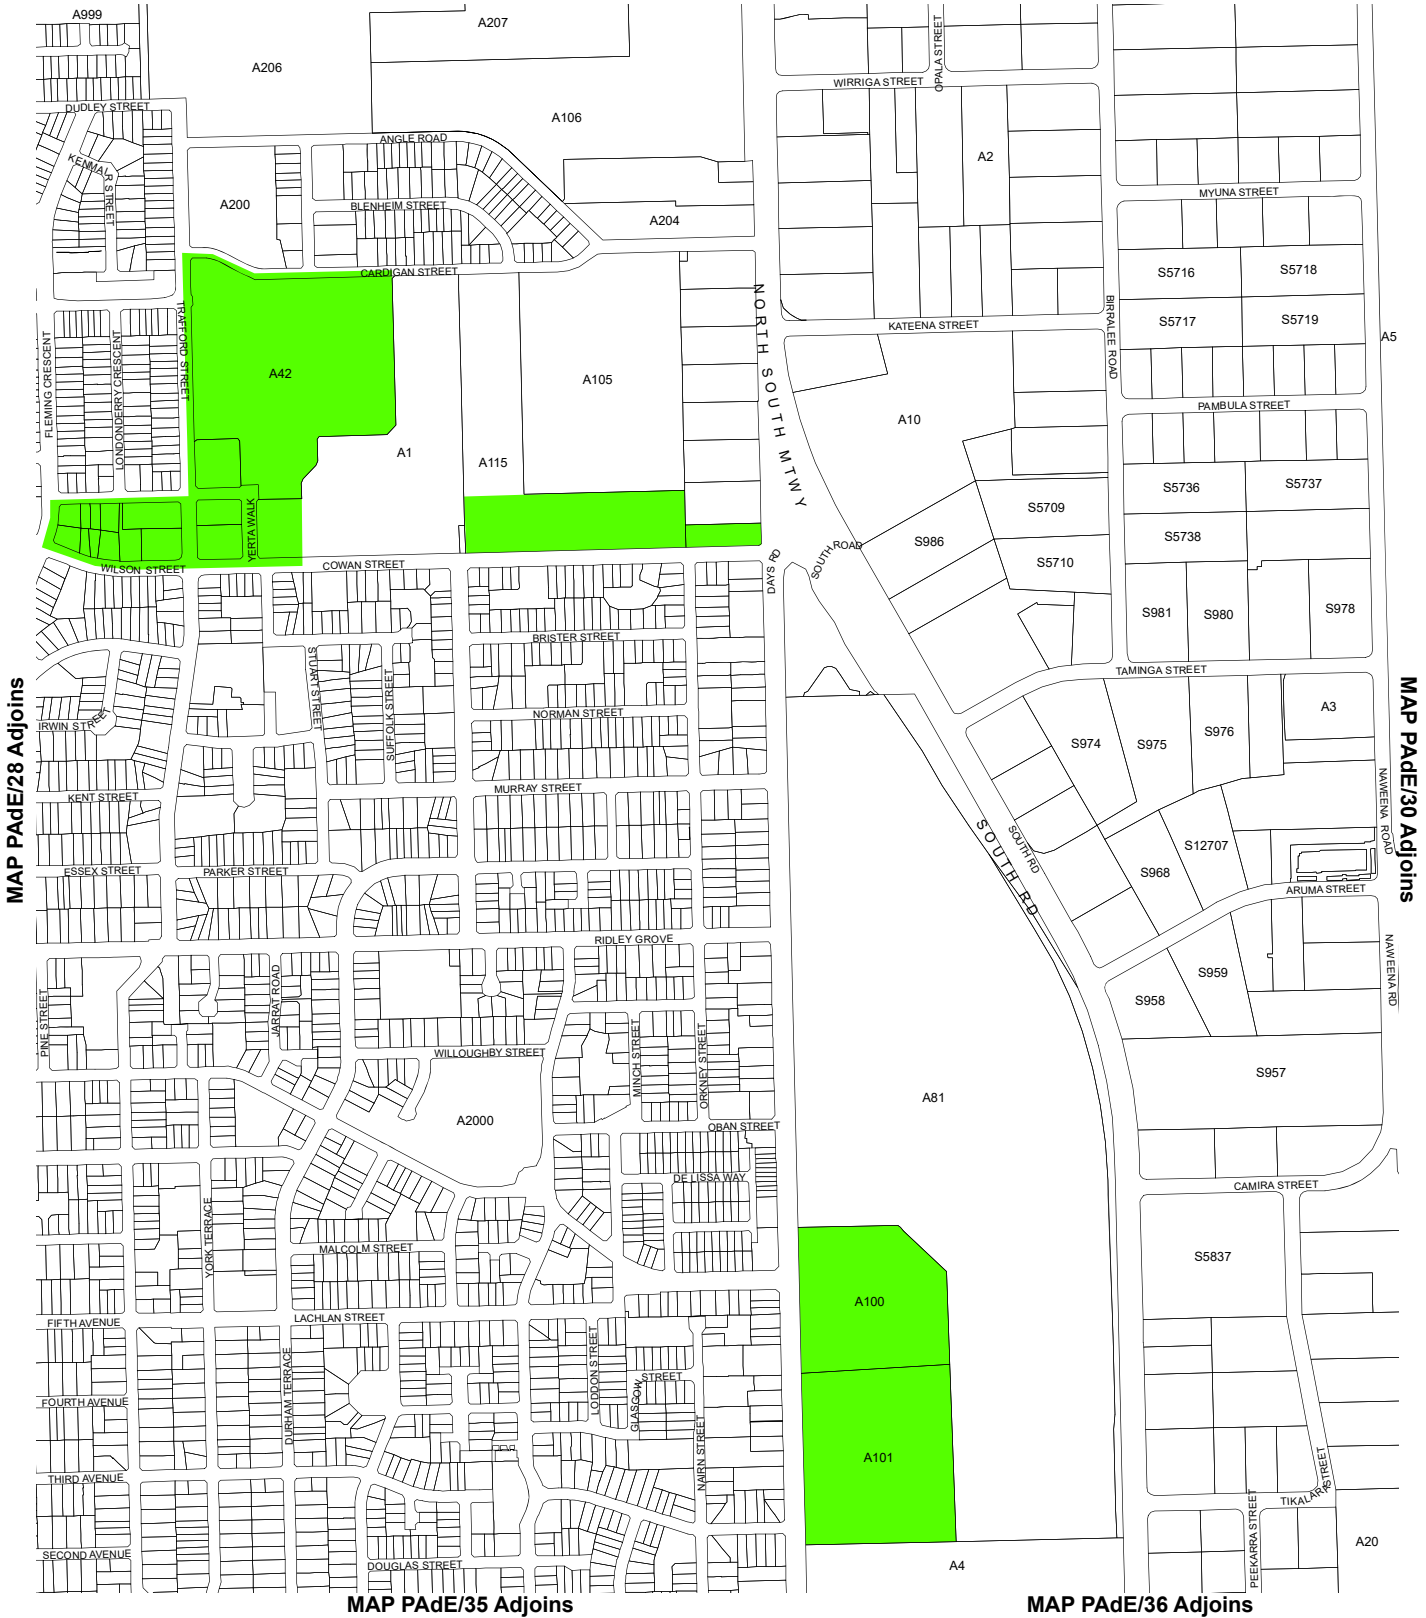 A999
A207
A206
OPALA STREET
WIRRIGA STREET
DUDLEY STREET
A106
ANGLE ROAD
A2
KENMAL
R STREET
MYUNA STREET
A200
BLENHEIM STREET
A204
CARDIGAN STREET
S5716
S5718
NORTH SOUTH MTWY
BIRRALEE ROAD
TRAFFORD STREET
S5717
S5719
KATEENA STREET
A5
FLEMING CRESCENT
LONDONDERRY CRESCENT
A42
A105
PAMBULA STREET
A10
A1
A115
S5736
S5737
S5709
YERTA WALK
S5738
S986
SOUTH ROAD
DAYS RD
S5710
WILSON STREET
COWAN STREET
S981
S980
S978
BRISTER STREET
STUART STREET
SUFFOLK STREET
TAMINGA STREET
MAP PAdE/28 Adjoins
MAP PAdE/30 Adjoins
IRWIN STREET
NORMAN STREET
A3
S974
S975
S976
NAWEENA ROAD
KENT STREET
MURRAY STREET
SOUTH RD
SOUTH RD
S12707
S968
ESSEX STREET
PARKER STREET
ARUMA STREET
RIDLEY GROVE
NAWEENA RD
S959
S958
JARRAT ROAD
PINE STREET
WILLOUGHBY STREET
MINCH STREET
ORKNEY STREET
S957
A81
A2000
OBAN STREET
DE LISSA WAY
CAMIRA STREET
YORK TERRACE
MALCOLM STREET
S5837
A100
FIFTH AVENUE
LACHLAN STREET
LODDON STREET
DURHAM TERRACE
GLASGOW
STREET
FOURTH AVENUE
NAIRN STREET
A101
THIRD AVENUE
TIKALARA STREET
PEEKARRA STREET
SECOND AVENUE
DOUGLAS STREET
A4
A20
MAP PAdE/35 Adjoins
MAP PAdE/36 Adjoins